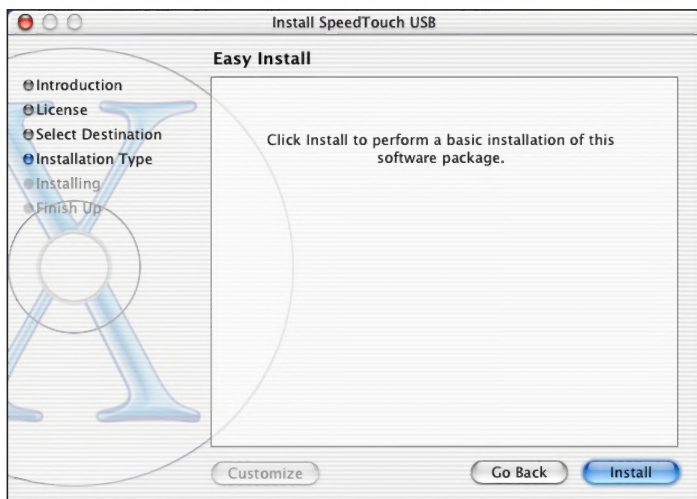 Install SpeedTouch USB
Easy Install
Introduction
License
Select Destination
Installation Type
Installing
Finish Up
Click Install to perform a basic installation of this
software package.
Customize
Go Back
Install